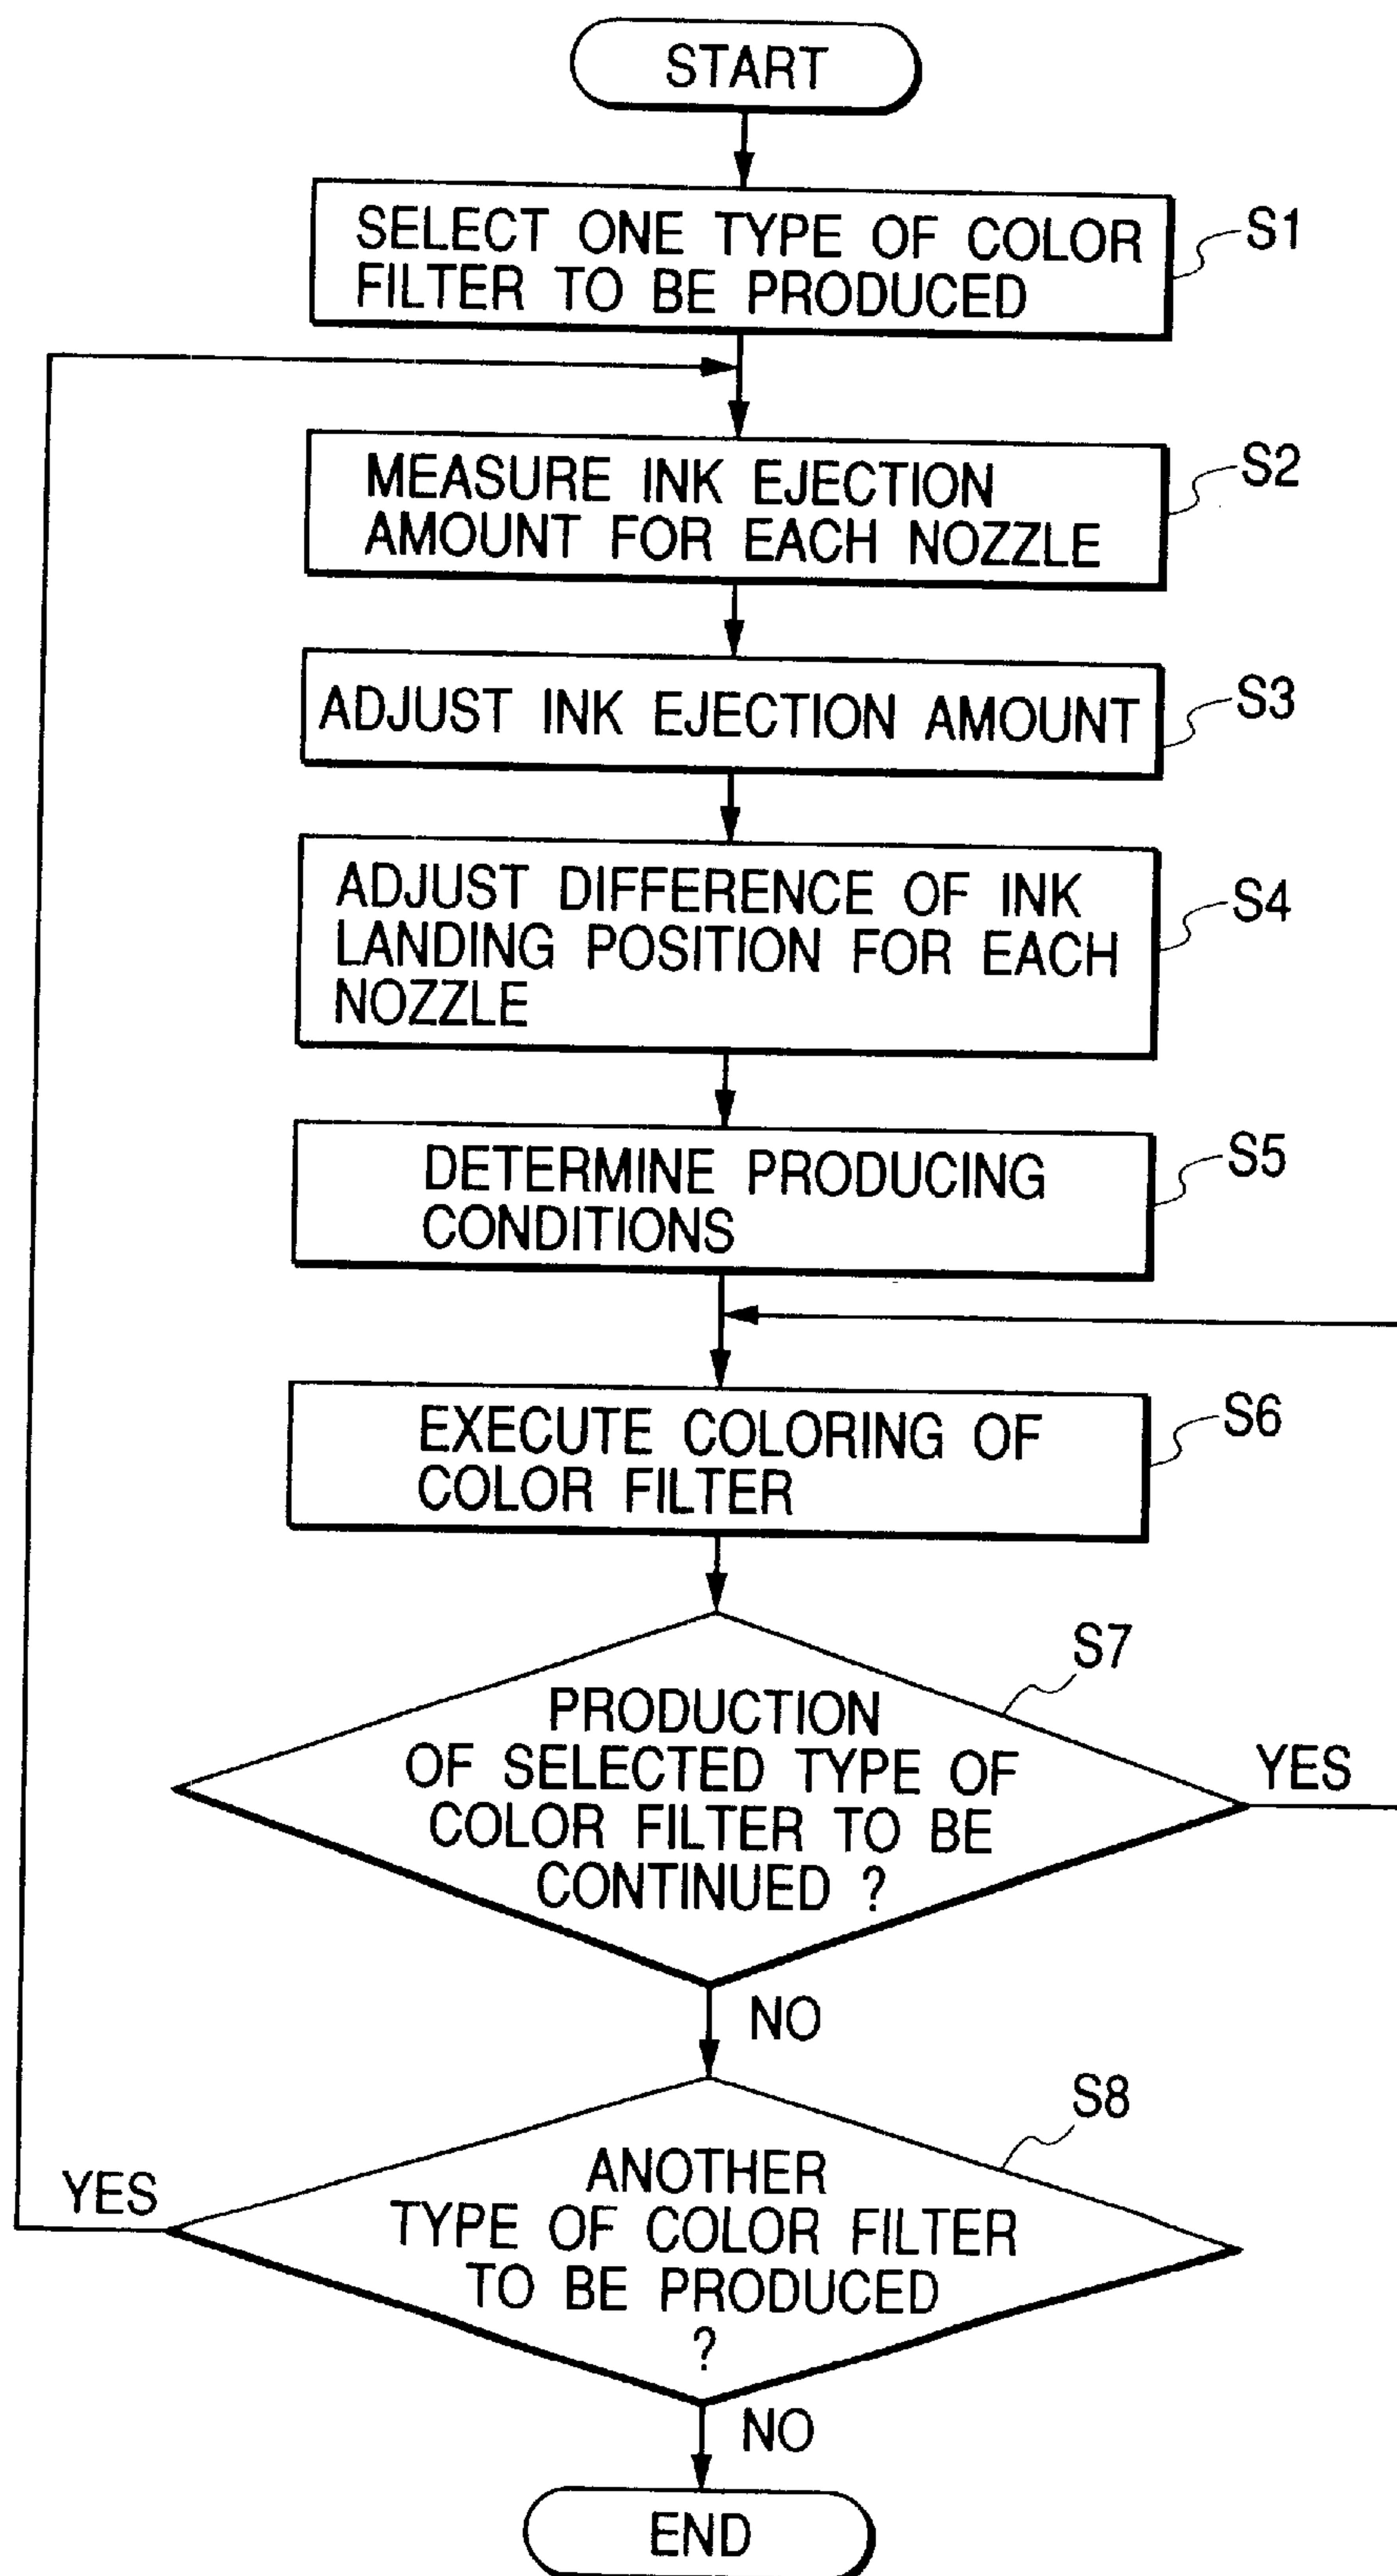 START
SELECT ONE TYPE OF COLOR
FILTER TO BE PRODUCED
S1
MEASURE INK EJECTION
AMOUNT FOR EACH NOZZLE
S2
ADJUST INK EJECTION AMOUNT
S3
ADJUST DIFFERENCE OF INK
LANDING POSITION FOR EACH
NOZZLE
S4
DETERMINE PRODUCING
CONDITIONS
S5
EXECUTE COLORING OF
COLOR FILTER
S6
S7
PRODUCTION
OF SELECTED TYPE OF
COLOR FILTER TO BE
CONTINUED ?
YES
NO
S8
ANOTHER
TYPE OF COLOR FILTER
TO BE PRODUCED
?
YES
NO
END